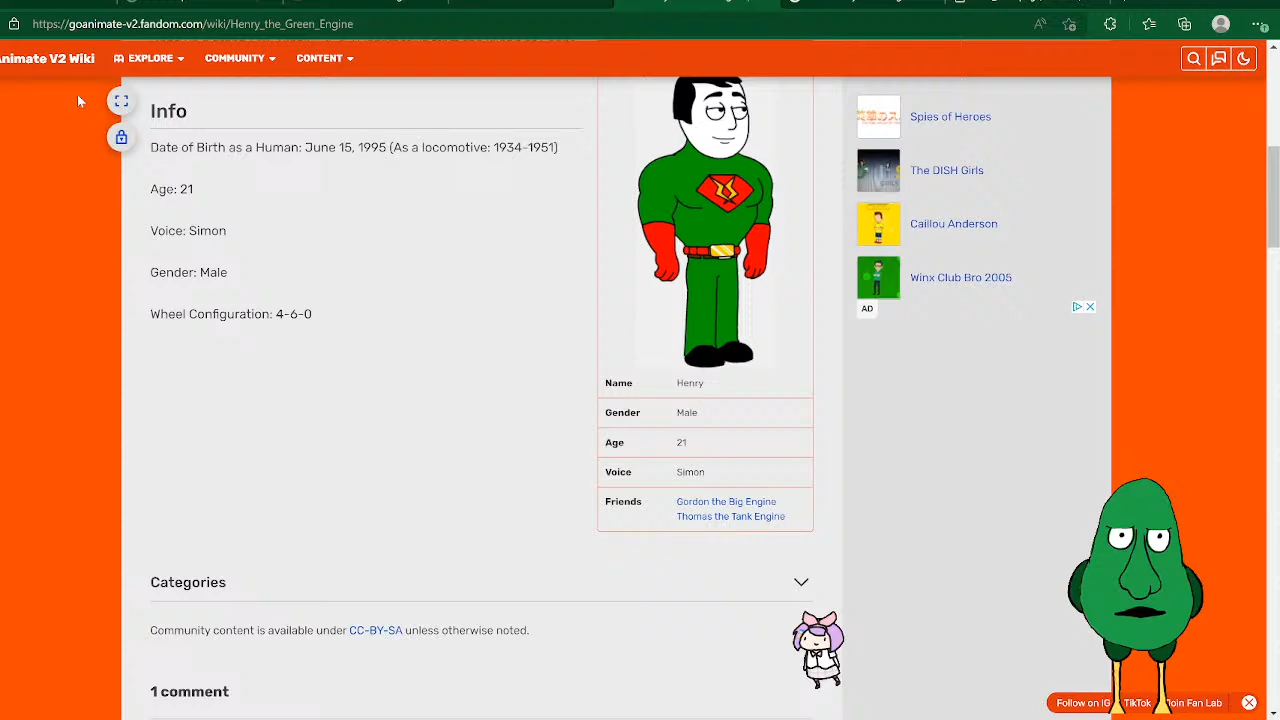 https://goanimate-v2.fandom.com/wiki/Henry_the_Green_Engine
Animate V2 Wiki
EXPLORE
COMMUNITY
CONTENT
Info
Date of Birth as a Human: June 15, 1995 (As a locomotive: 1934-1951)
Age: 21
Voice: Simon
Gender: Male
Wheel Configuration: 4-6-0
Name Henry
Gender Male
Age 21
Voice Simon
Friends Gordon the Big Engine
Thomas the Tank Engine
Spies of Heroes
The DISH Girls
Caillou Anderson
Winx Club Bro 2005
AD
Categories
Community content is available under CC-BY-SA unless otherwise noted.
1 comment
Follow on IG TikTok Join Fan Lab